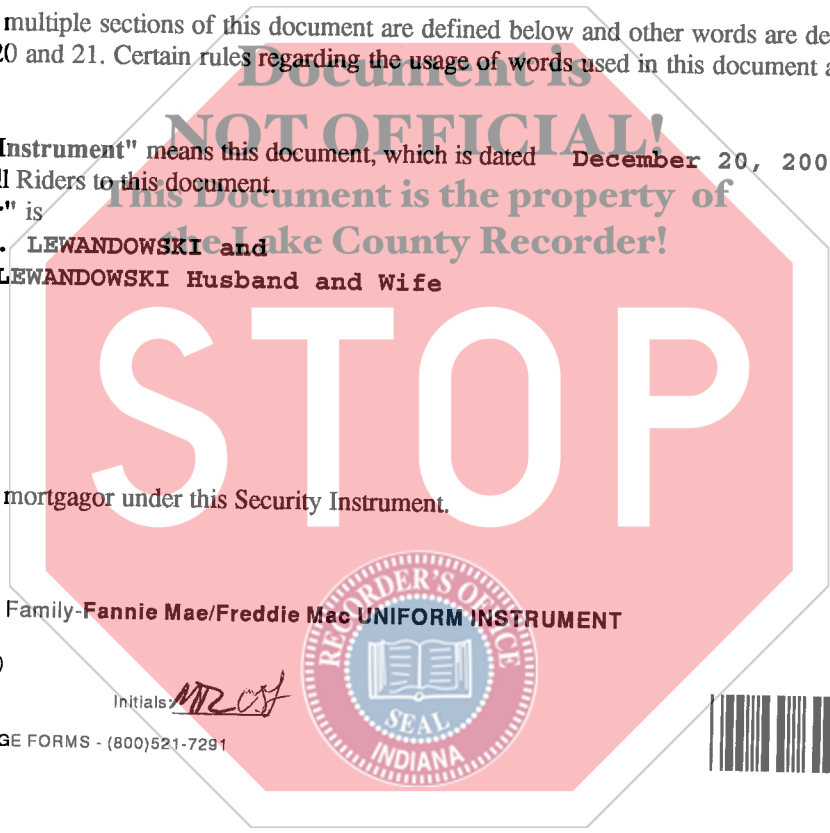 multiple sections of this document are defined below and other words are de
20 and 21. Certain rules regarding the usage of words used in this document a
Document is
NOT OFFICIAL!
Instrument" means this document, which is dated December 20, 200
ll Riders to this document.
This Document is the property of
" is
the Lake County Recorder!
. LEWANDOWSKI and
LEWANDOWSKI Husband and Wife
STOP
mortgagor under this Security Instrument.
Family-Fannie Mae/Freddie Mac UNIFORM INSTRUMENT
)
RECORDER'S OFFICE
SEAL
INDIANA
Initials:
GE FORMS - (800)521-7291